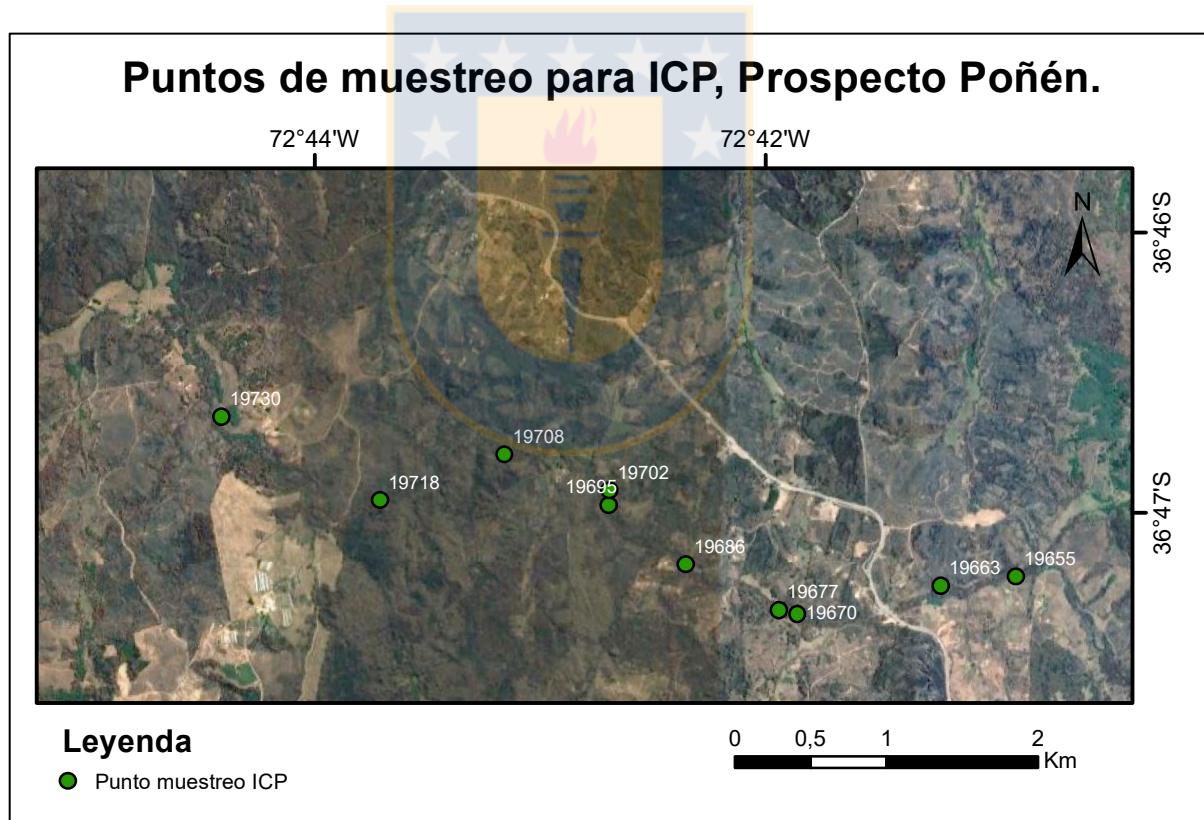 Puntos de muestreo para ICP, Prospecto Poñén.
72°44'W
72°42'W
N
36°46'S
19730
19708
19702
19718
19695
36°47'S
19686
19655
19663
19677
19670
Leyenda
Punto muestreo ICP
0 0,5 1 2
Km